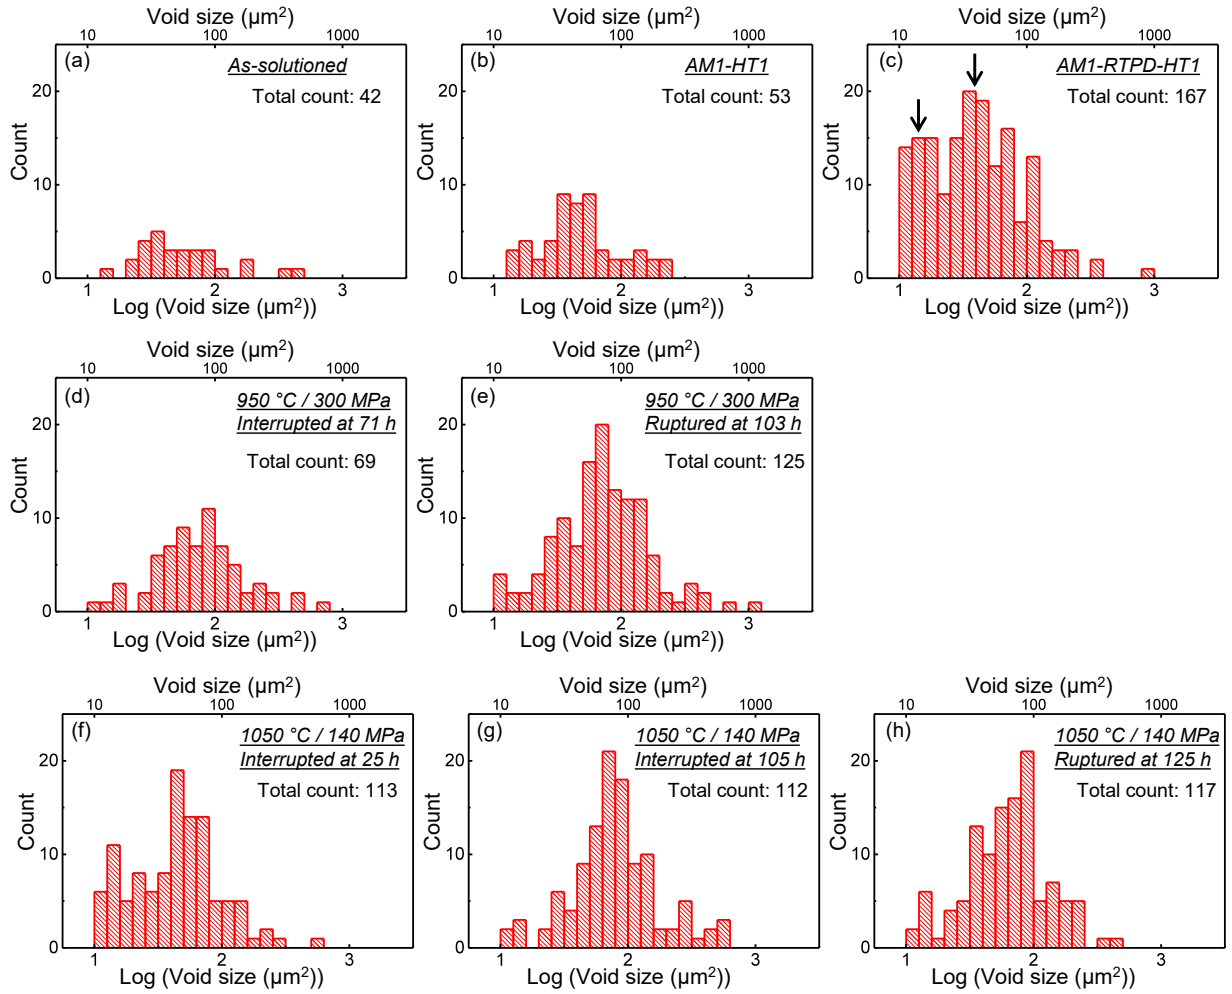 Void size (µm²)
10 100 1000
(a)
As-solutioned
Total count: 42
20
10
0
Count
1 2 3
Log (Void size (µm²))
Void size (µm²)
10 100 1000
(b)
AM1-HT1
Total count: 53
20
10
0
Count
1 2 3
Log (Void size (µm²))
Void size (µm²)
10 100 1000
(c)
AM1-RTPD-HT1
Total count: 167
20
10
0
Count
1 2 3
Log (Void size (µm²))
Void size (µm²)
10 100 1000
(d)
950 °C / 300 MPa
Interrupted at 71 h
Total count: 69
20
10
0
Count
1 2 3
Log (Void size (µm²))
Void size (µm²)
10 100 1000
(e)
950 °C / 300 MPa
Ruptured at 103 h
Total count: 125
20
10
0
Count
1 2 3
Log (Void size (µm²))
Void size (µm²)
10 100 1000
(f)
1050 °C / 140 MPa
Interrupted at 25 h
Total count: 113
20
10
0
Count
1 2 3
Log (Void size (µm²))
Void size (µm²)
10 100 1000
(g)
1050 °C / 140 MPa
Interrupted at 105 h
Total count: 112
20
10
0
Count
1 2 3
Log (Void size (µm²))
Void size (µm²)
10 100 1000
(h)
1050 °C / 140 MPa
Ruptured at 125 h
Total count: 117
20
10
0
Count
1 2 3
Log (Void size (µm²))